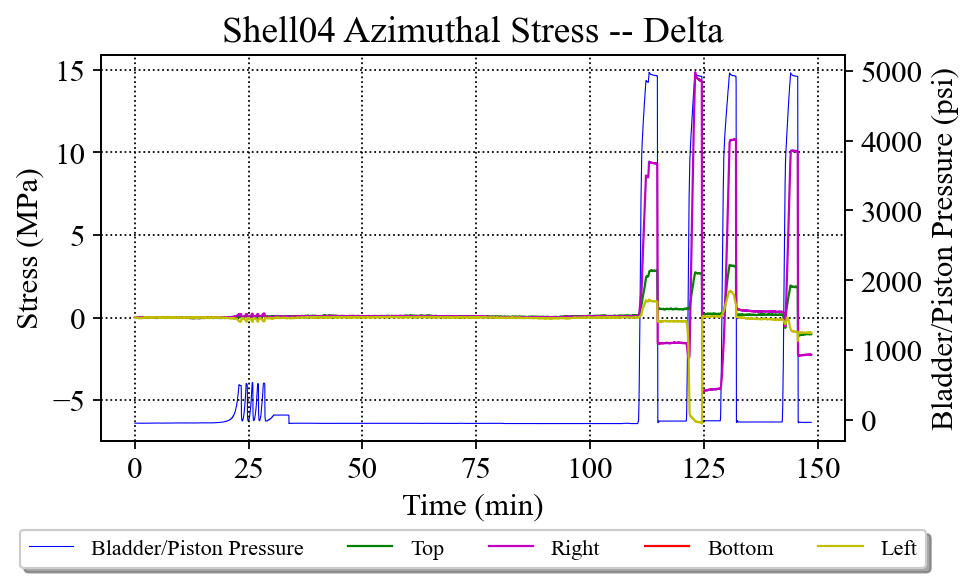 Shell04 Azimuthal Stress -- Delta
15
10
5
0
−5
Stress (MPa)
5000
4000
3000
2000
1000
0
Bladder/Piston Pressure (psi)
0 25 50 75 100 125 150
Time (min)
Bladder/Piston Pressure Top Right Bottom Left